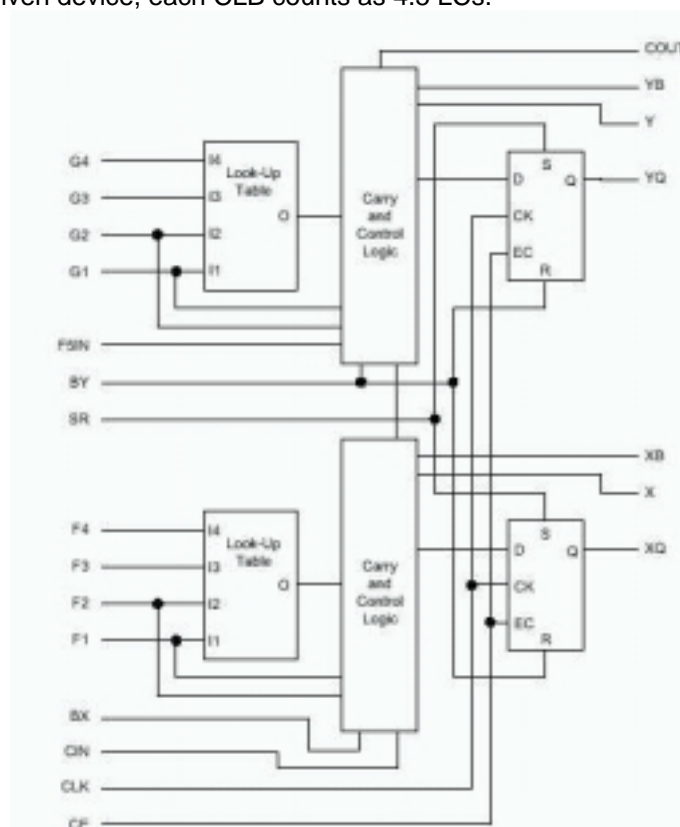 device, each CLB counts as 4.5 LCs.
COUT
YB
Y
G4
I4
Look-Up
Table
S
G3
I3
D
Q
YQ
O
Carry
and
Control
Logic
G2
I2
CK
G1
I1
EC
R
F5IN
BY
SR
XB
X
F4
I4
Look-Up
Table
S
F3
I3
D
Q
XQ
O
Carry
and
Control
Logic
F2
I2
CK
F1
I1
EC
R
BX
CIN
CLK
CE